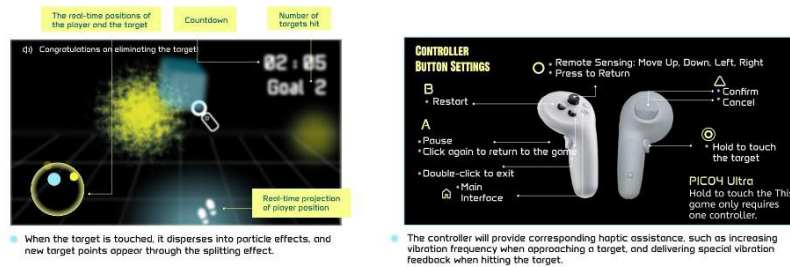 The real-time positions of
the player and the target
Countdown
Number of
targets hit
Congratulations on eliminating the target!
02:05
Goal 2
Real-time projection
of player position
When the target is touched, it disperses into particle effects, and
new target points appear through the splitting effect.
CONTROLLER
BUTTON SETTINGS
Remote Sensing: Move Up, Down, Left, Right
Press to Return
B
Restart
A
Pause
Click again to return to the game
Double-click to exit
Main
Interface
Confirm
Cancel
Hold to touch
the target
PICO4 Ultra
Hold to touch the This
game only requires
one controller.
The controller will provide corresponding haptic assistance, such as increasing
vibration frequency when approaching a target, and delivering special vibration
feedback when hitting the target.